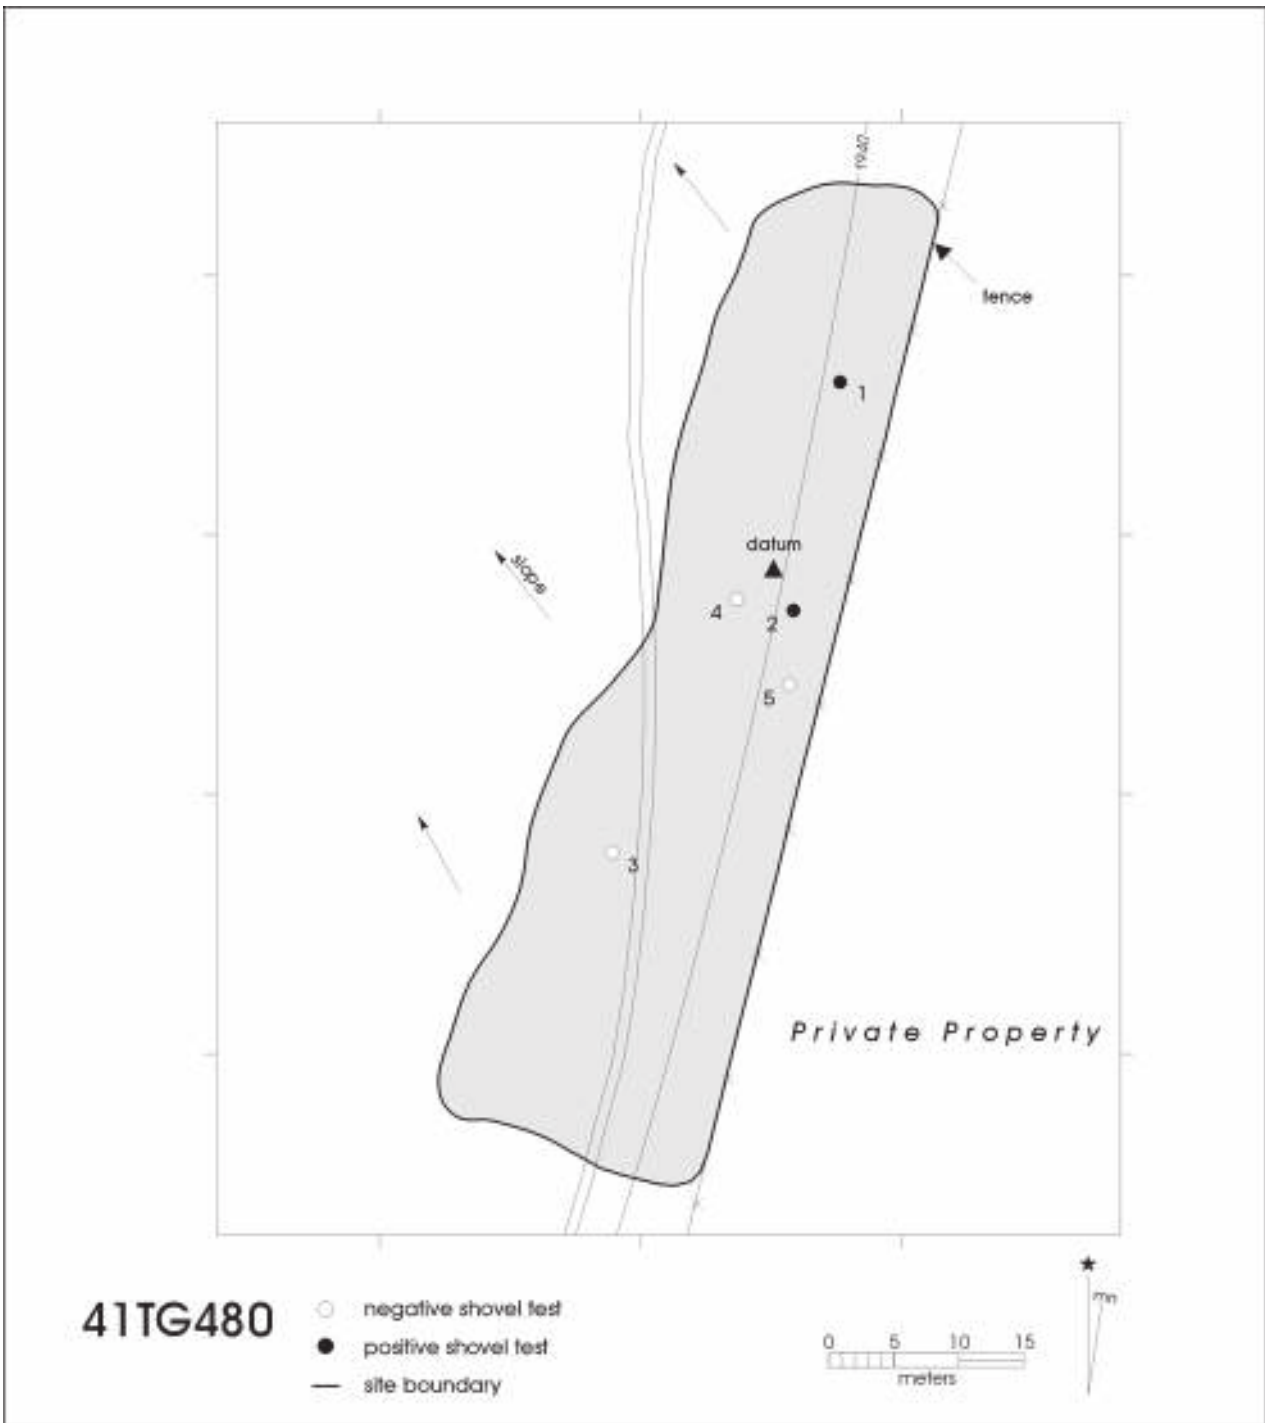 1940
fence
1
datum
slope
4
2
5
3
Private Property
41TG480
negative shovel test
positive shovel test
site boundary
0 5 10 15
meters
mn